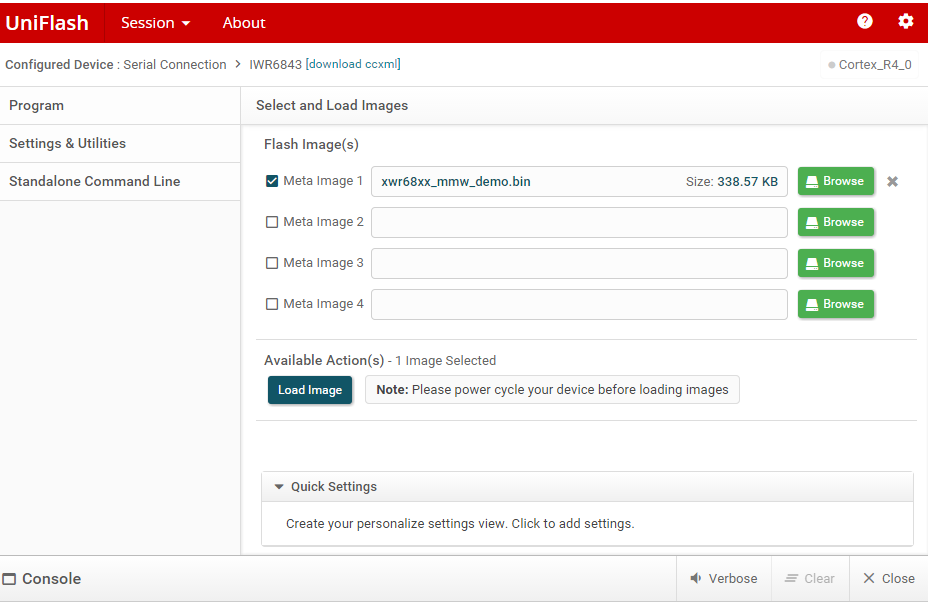 UniFlash Session About ?
Configured Device : Serial Connection > IWR6843 [download ccxml] Cortex_R4_0
Program
Settings & Utilities
Standalone Command Line
Select and Load Images
Flash Image(s)
Meta Image 1 xwr68xx_mmw_demo.bin Size: 338.57 KB Browse
Meta Image 2 Browse
Meta Image 3 Browse
Meta Image 4 Browse
Available Action(s) - 1 Image Selected
Load Image Note: Please power cycle your device before loading images
Quick Settings
Create your personalize settings view. Click to add settings.
Console Verbose Clear Close